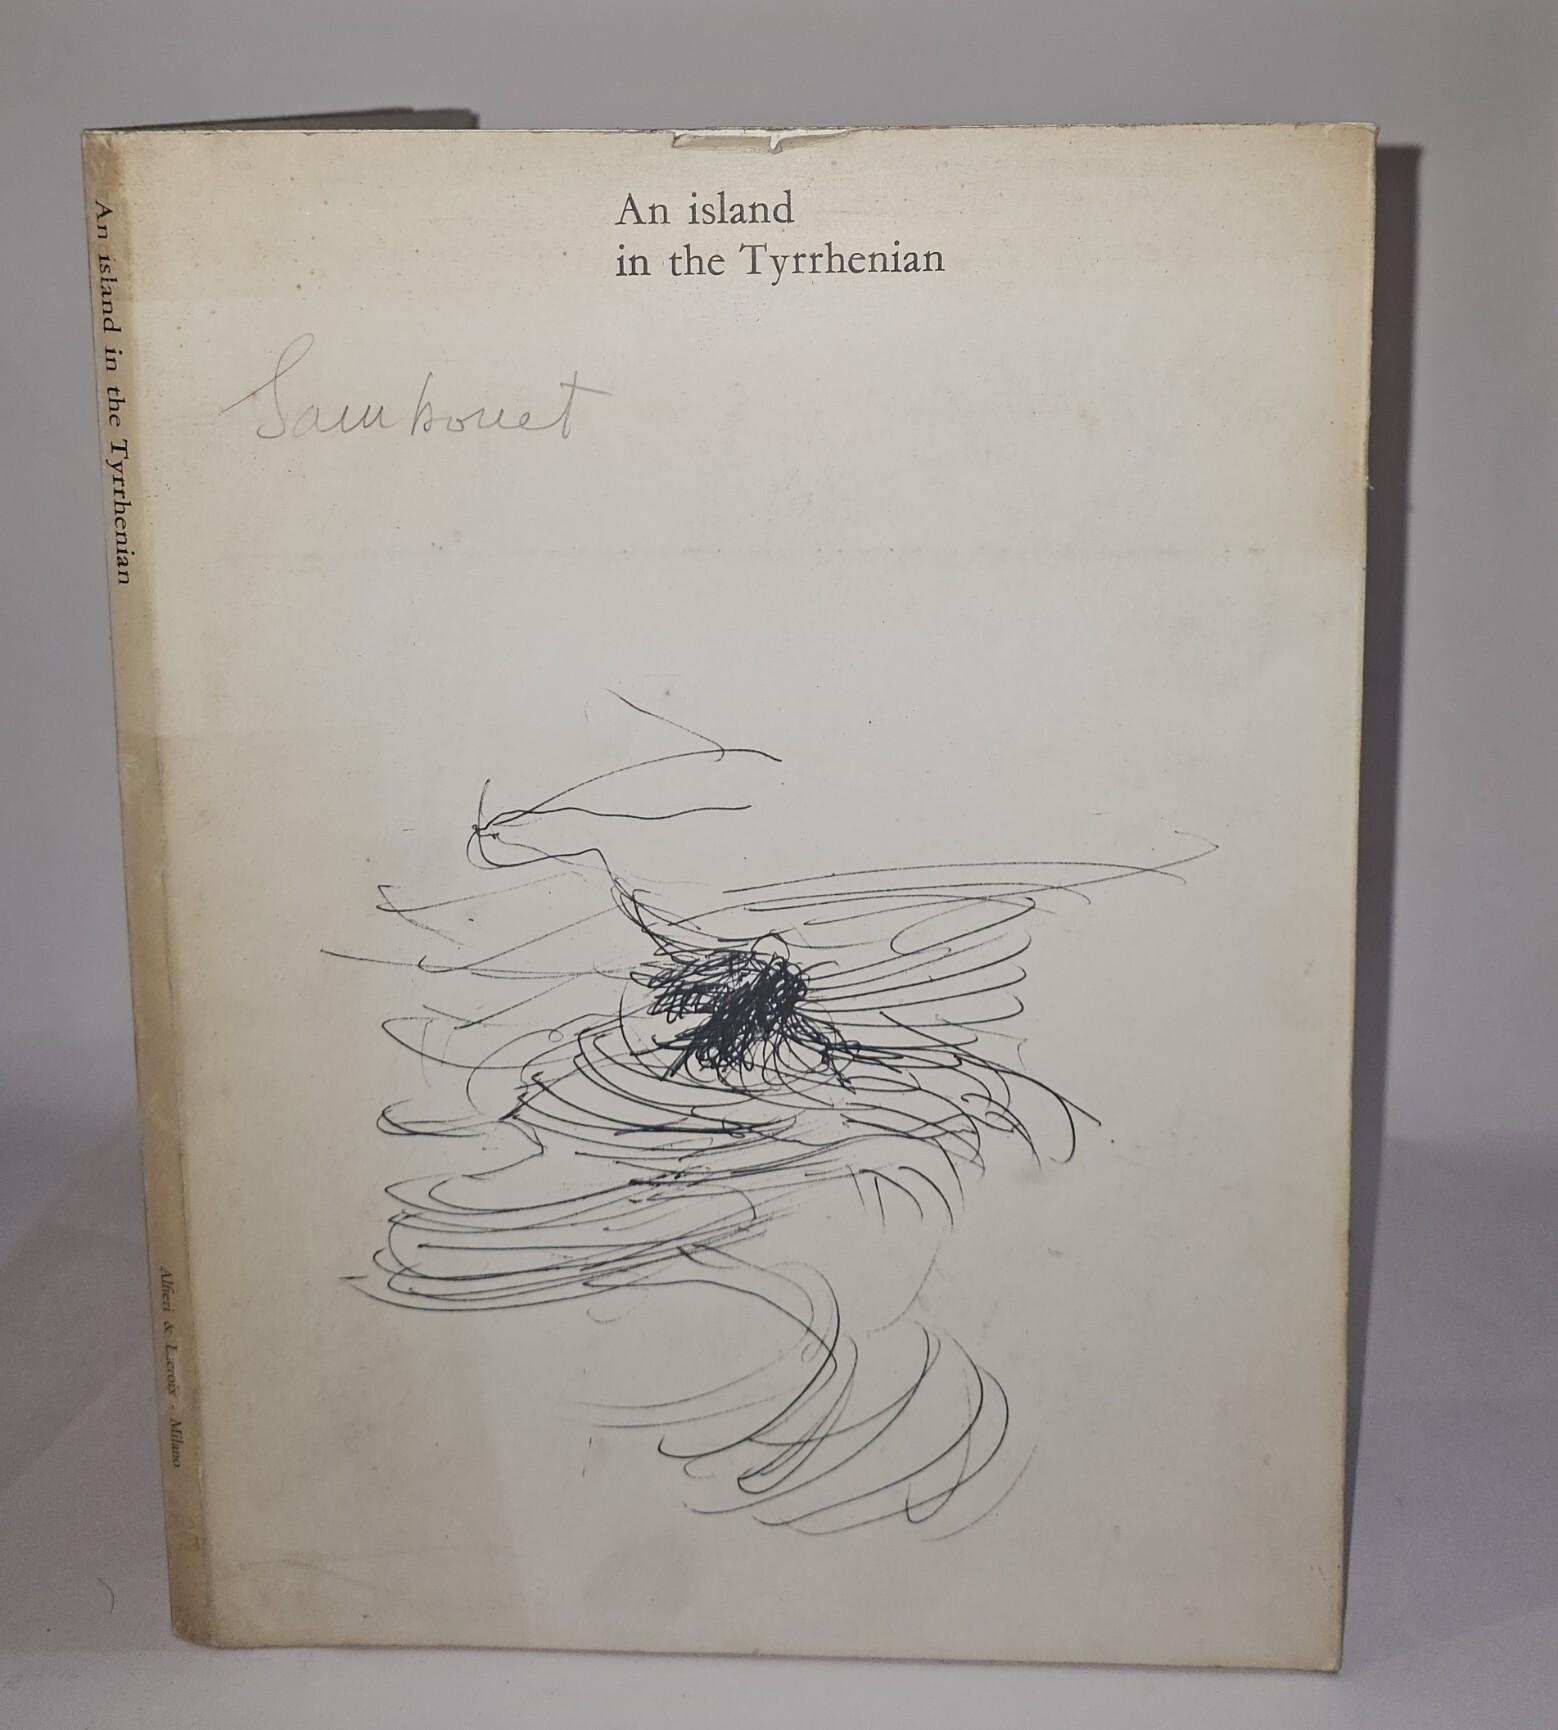 An island
in the Tyrrhenian
Sambonet
An island in the Tyrrhenian
Alfieri & Lacroix - Milano